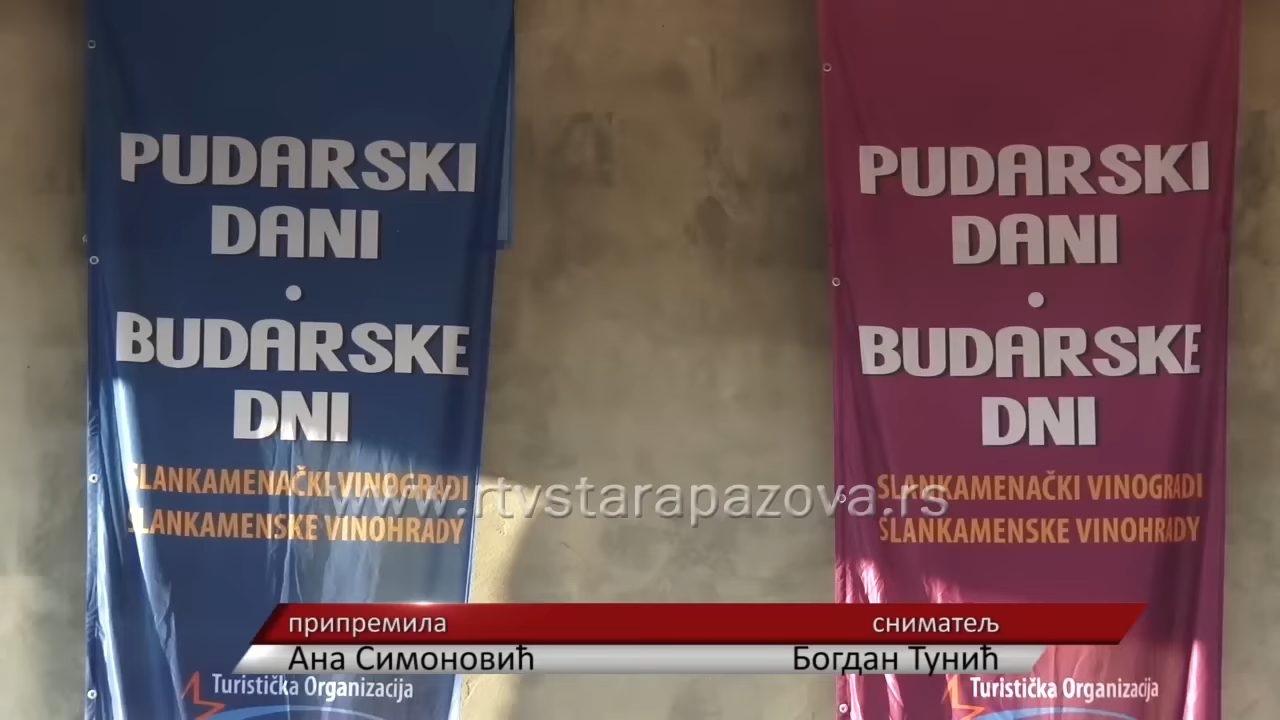 PUDARSKI
DANI
•
BUDARSKE
DNI
SLANKAMENAČKI VINOGRADI
SLANKAMENSKE VINOHRADY
Turistička Organizacija
PUDARSKI
DANI
•
BUDARSKE
DNI
SLANKAMENAČKI VINOGRADI
SLANKAMENSKE VINOHRADY
Turistička Organizacija
www.rtvstarapazova.rs
припремила
Ана Симоновић
сниматељ
Богдан Тунић